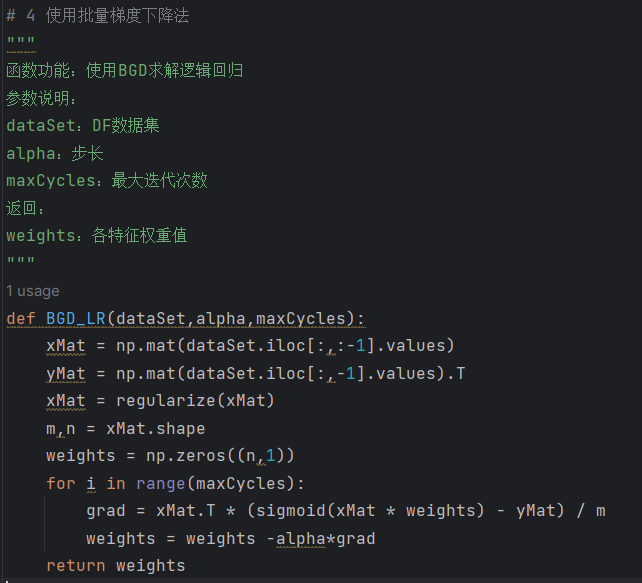 # 4 使用批量梯度下降法
"""
函数功能：使用BGD求解逻辑回归
参数说明：
dataSet：DF数据集
alpha：步长
maxCycles：最大迭代次数
返回：
weights：各特征权重值
"""
1 usage
def BGD_LR(dataSet,alpha,maxCycles):
    xMat = np.mat(dataSet.iloc[:,:-1].values)
    yMat = np.mat(dataSet.iloc[:,-1].values).T
    xMat = regularize(xMat)
    m,n = xMat.shape
    weights = np.zeros((n,1))
    for i in range(maxCycles):
        grad = xMat.T * (sigmoid(xMat * weights) - yMat) / m
        weights = weights -alpha*grad
    return weights